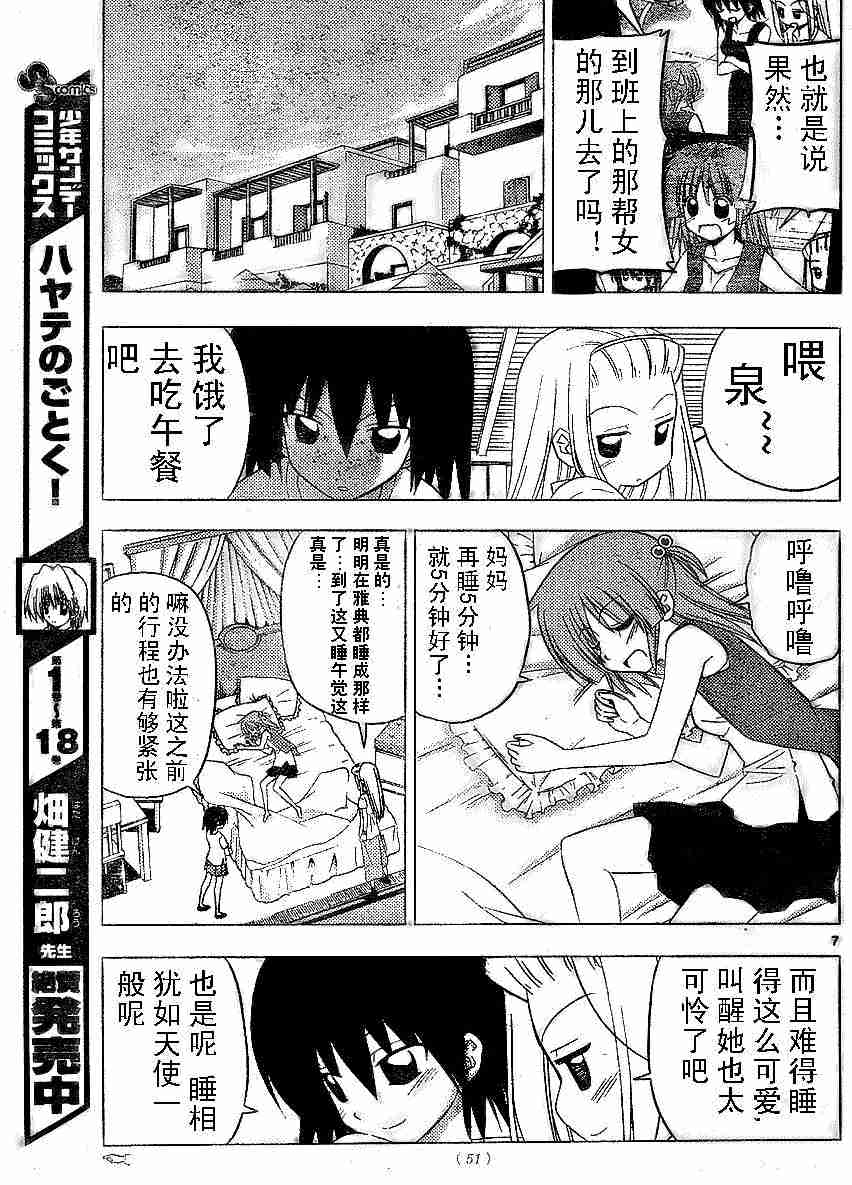 也就是说
果然…
到班上的那帮女
的那儿去了吗！
喂
泉~~
我饿了
去吃午餐
吧
呼噜呼噜
妈妈
再睡5分钟…
就5分钟好了…
真是的…
明明在雅典都睡成那样
了…到了这又睡午觉这
真是…
嘛没办法啦这之前
的行程也有够紧张
的
7
而且难得睡
得这么可爱,
叫醒她也太
可怜了吧
也是呢 睡相
犹如天使一
般呢
(51)
comics
少年サンデー
コミックス
ハヤテのごとく!
第1巻～第18巻
畑健二郎
はた けん じ ろう
先生
絶賛
発売中